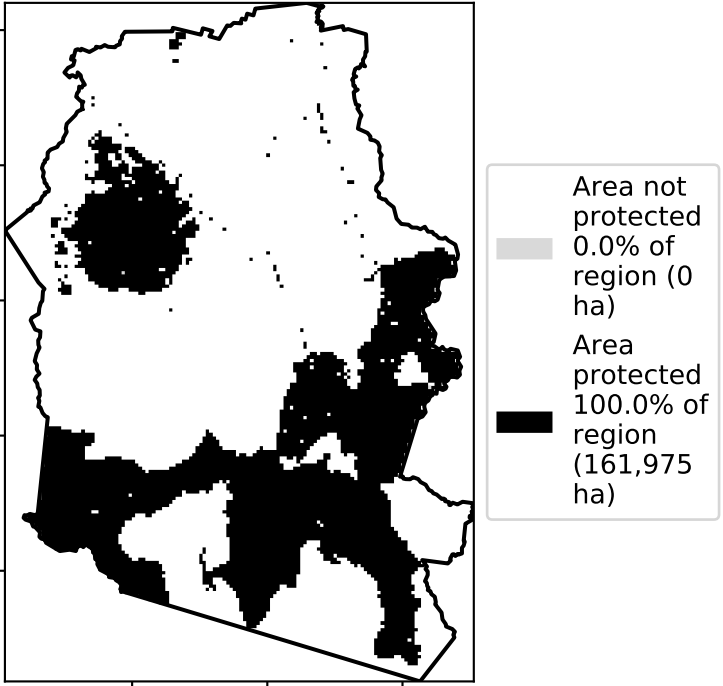 Area not
protected
0.0% of
region (0
ha)
Area
protected
100.0% of
region
(161,975
ha)